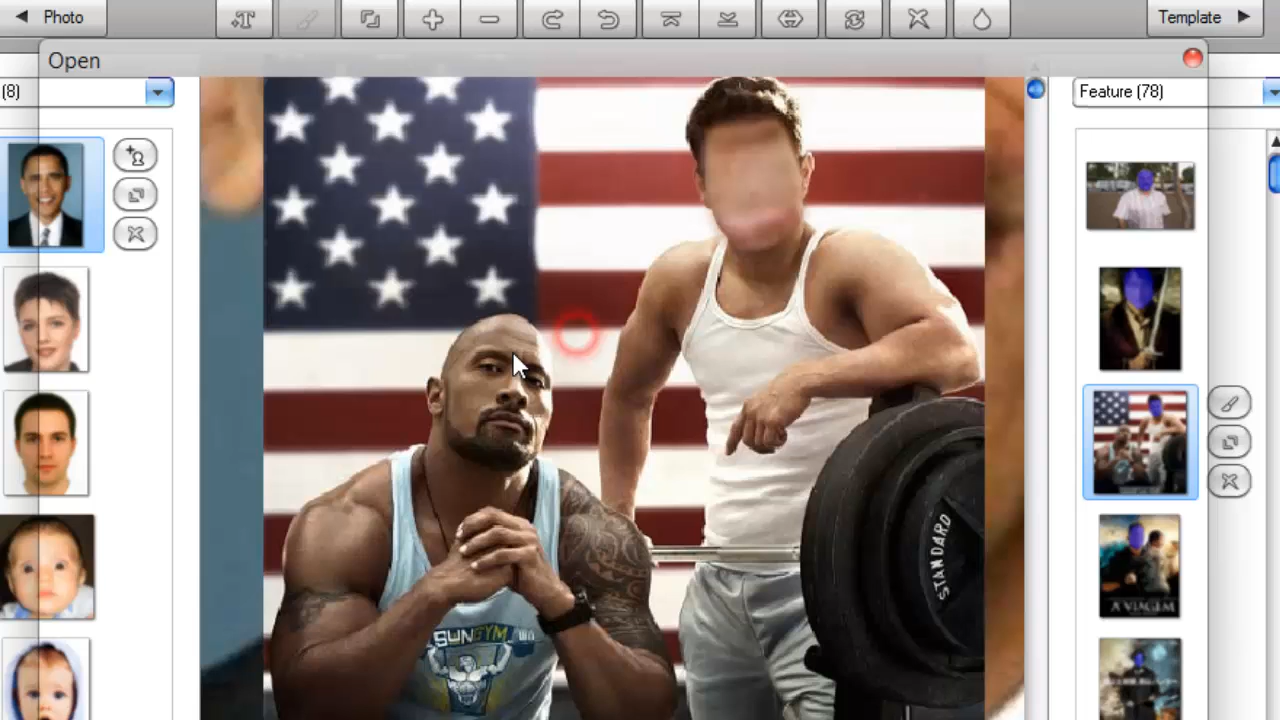 Photo
T
Template
Open
(8)
Feature (78)
STANDARD
SUNGYM
A VIAGEM